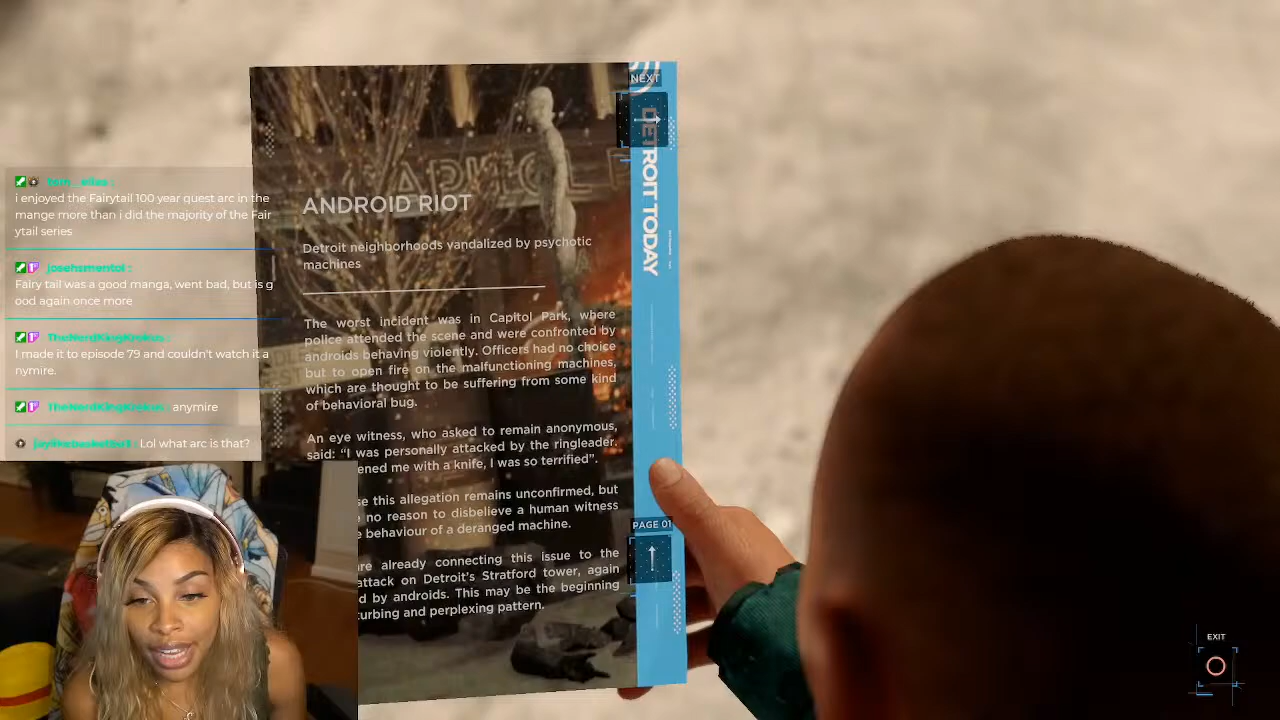 NEXT
DETROIT TODAY
CAPITOL P
ANDROID RIOT
Detroit neighborhoods vandalized by psychotic
machines
The worst incident was in Capitol Park, where
police attended the scene and were confronted by
androids behaving violently. Officers had no choice
but to open fire on the malfunctioning machines,
which are thought to be suffering from some kind
of behavioral bug.
An eye witness, who asked to remain anonymous,
said: “I was personally attacked by the ringleader.
ened me with a knife, I was so terrified”.
se this allegation remains unconfirmed, but
no reason to disbelieve a human witness
e behaviour of a deranged machine.
are already connecting this issue to the
attack on Detroit's Stratford tower, again
d by androids. This may be the beginning
turbing and perplexing pattern.
PAGE 01
EXIT
tom_elias :
i enjoyed the Fairytail 100 year quest arc in the
mange more than i did the majority of the Fair
ytail series
josehsmentol :
Fairy tail was a good manga, went bad, but is g
ood again once more
TheNerdKingKrokus :
I made it to episode 79 and couldn't watch it a
nymire.
TheNerdKingKrokus : anymire
Lol what arc is that?